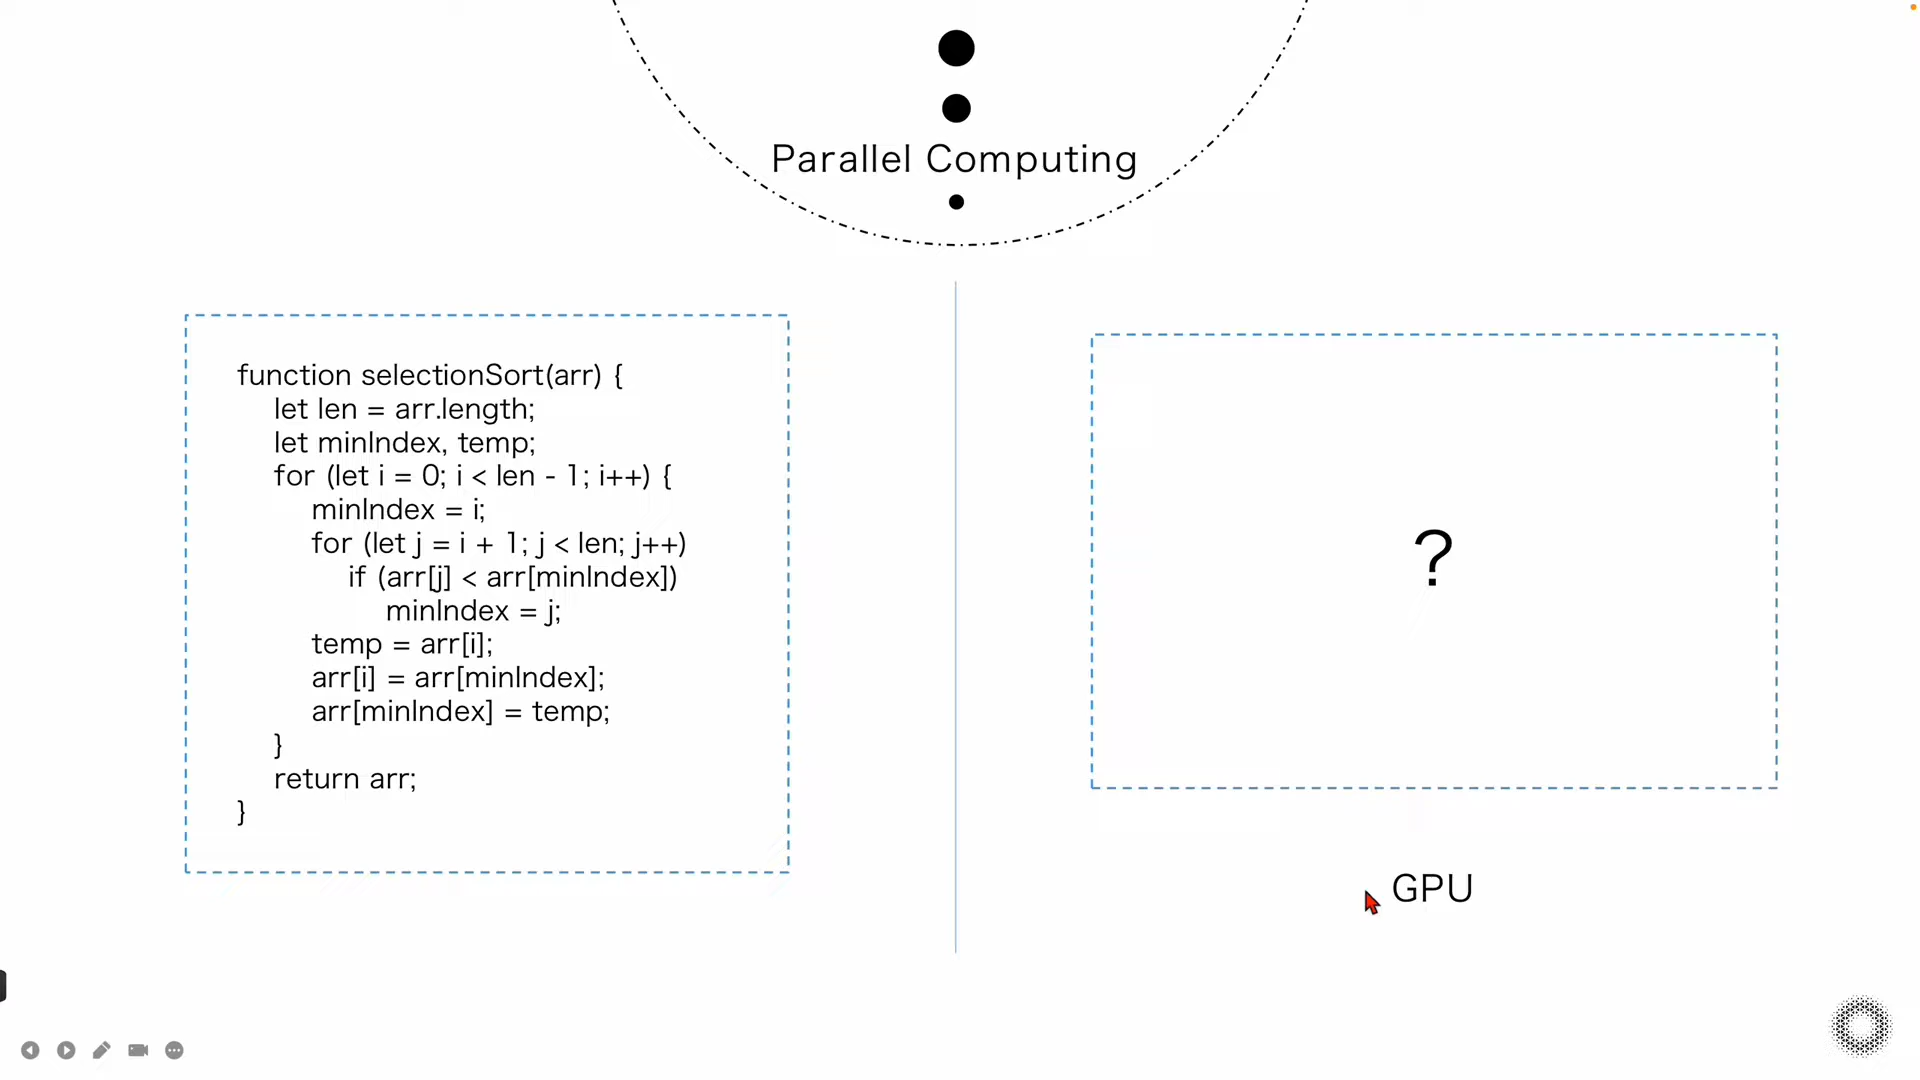 Parallel Computing
function selectionSort(arr) {
let len = arr.length;
let minIndex, temp;
for (let i = 0; i < len - 1; i++) {
minIndex = i;
for (let j = i + 1; j < len; j++)
if (arr[j] < arr[minIndex])
minIndex = j;
temp = arr[i];
arr[i] = arr[minIndex];
arr[minIndex] = temp;
}
return arr;
}
?
GPU